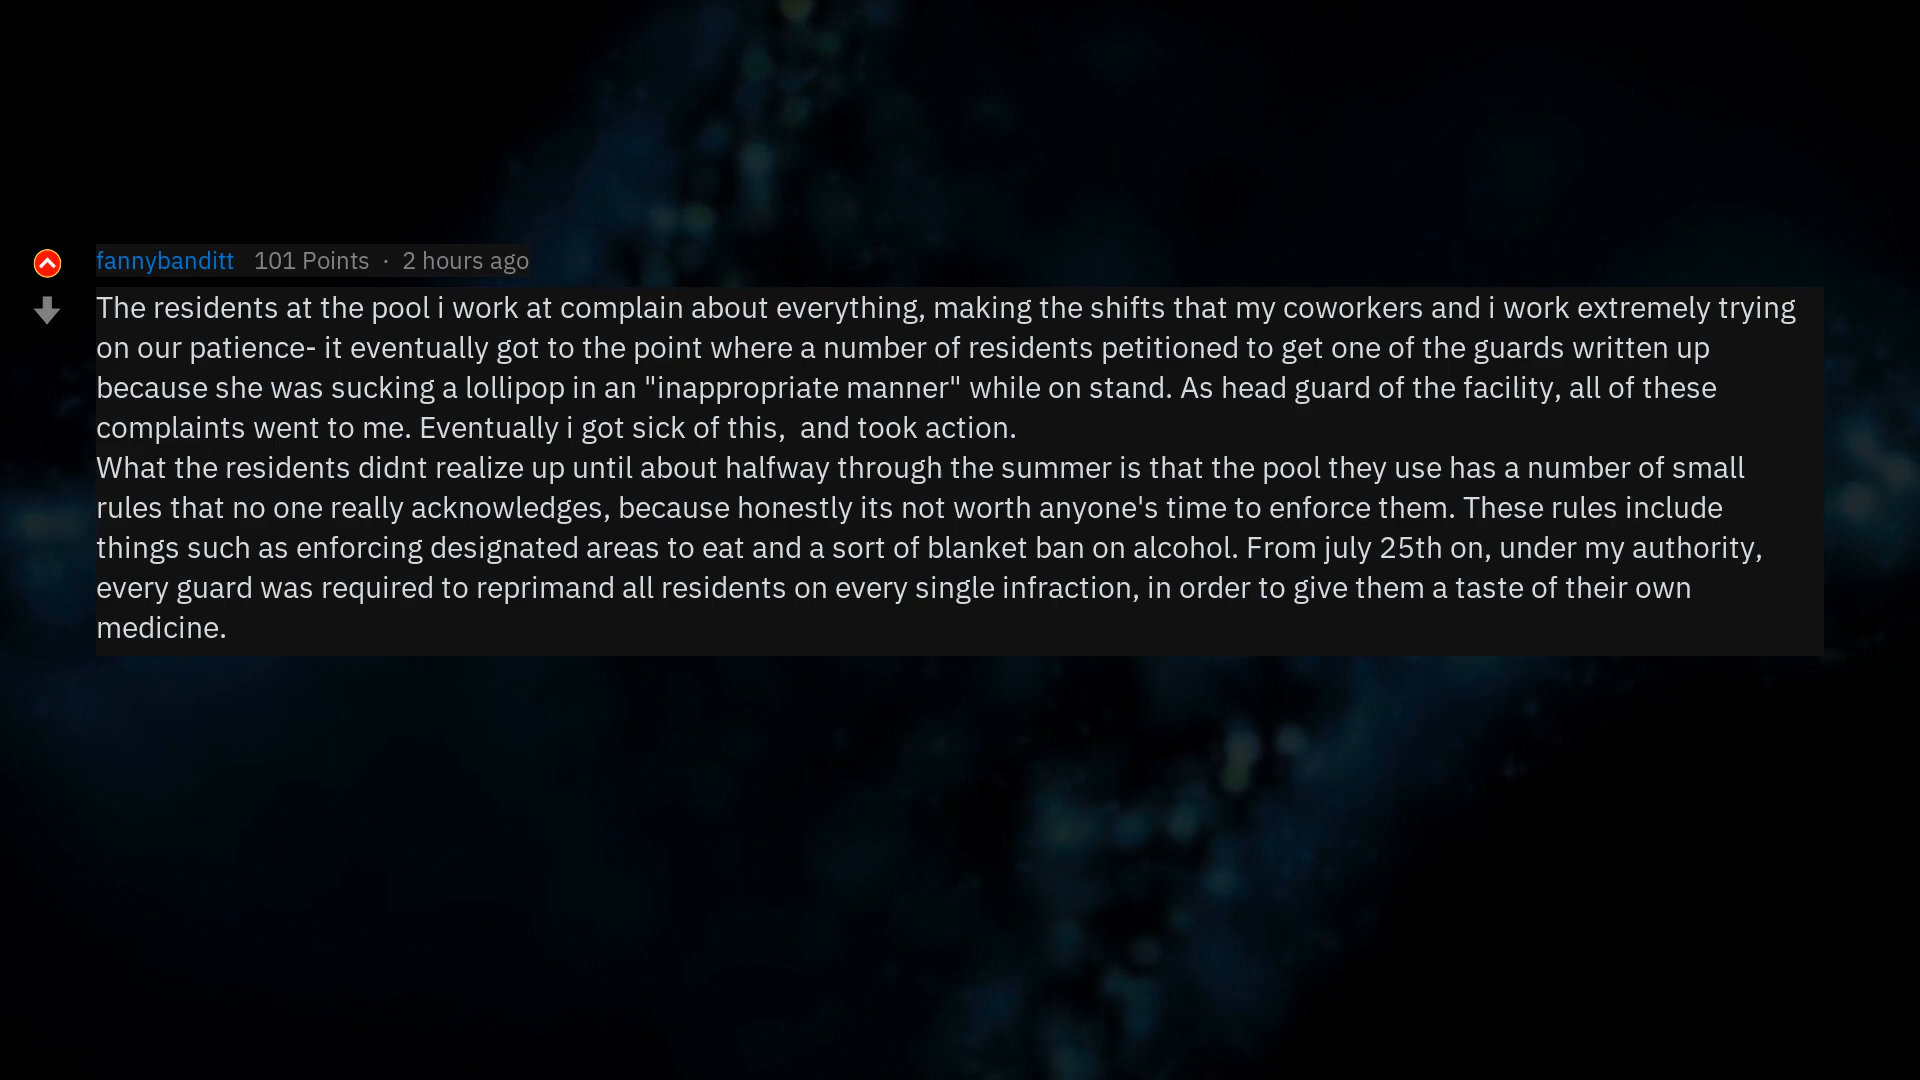 fannybanditt 101 Points · 2 hours ago
The residents at the pool i work at complain about everything, making the shifts that my coworkers and i work extremely trying
on our patience- it eventually got to the point where a number of residents petitioned to get one of the guards written up
because she was sucking a lollipop in an "inappropriate manner" while on stand. As head guard of the facility, all of these
complaints went to me. Eventually i got sick of this,  and took action.
What the residents didnt realize up until about halfway through the summer is that the pool they use has a number of small
rules that no one really acknowledges, because honestly its not worth anyone's time to enforce them. These rules include
things such as enforcing designated areas to eat and a sort of blanket ban on alcohol. From july 25th on, under my authority,
every guard was required to reprimand all residents on every single infraction, in order to give them a taste of their own
medicine.